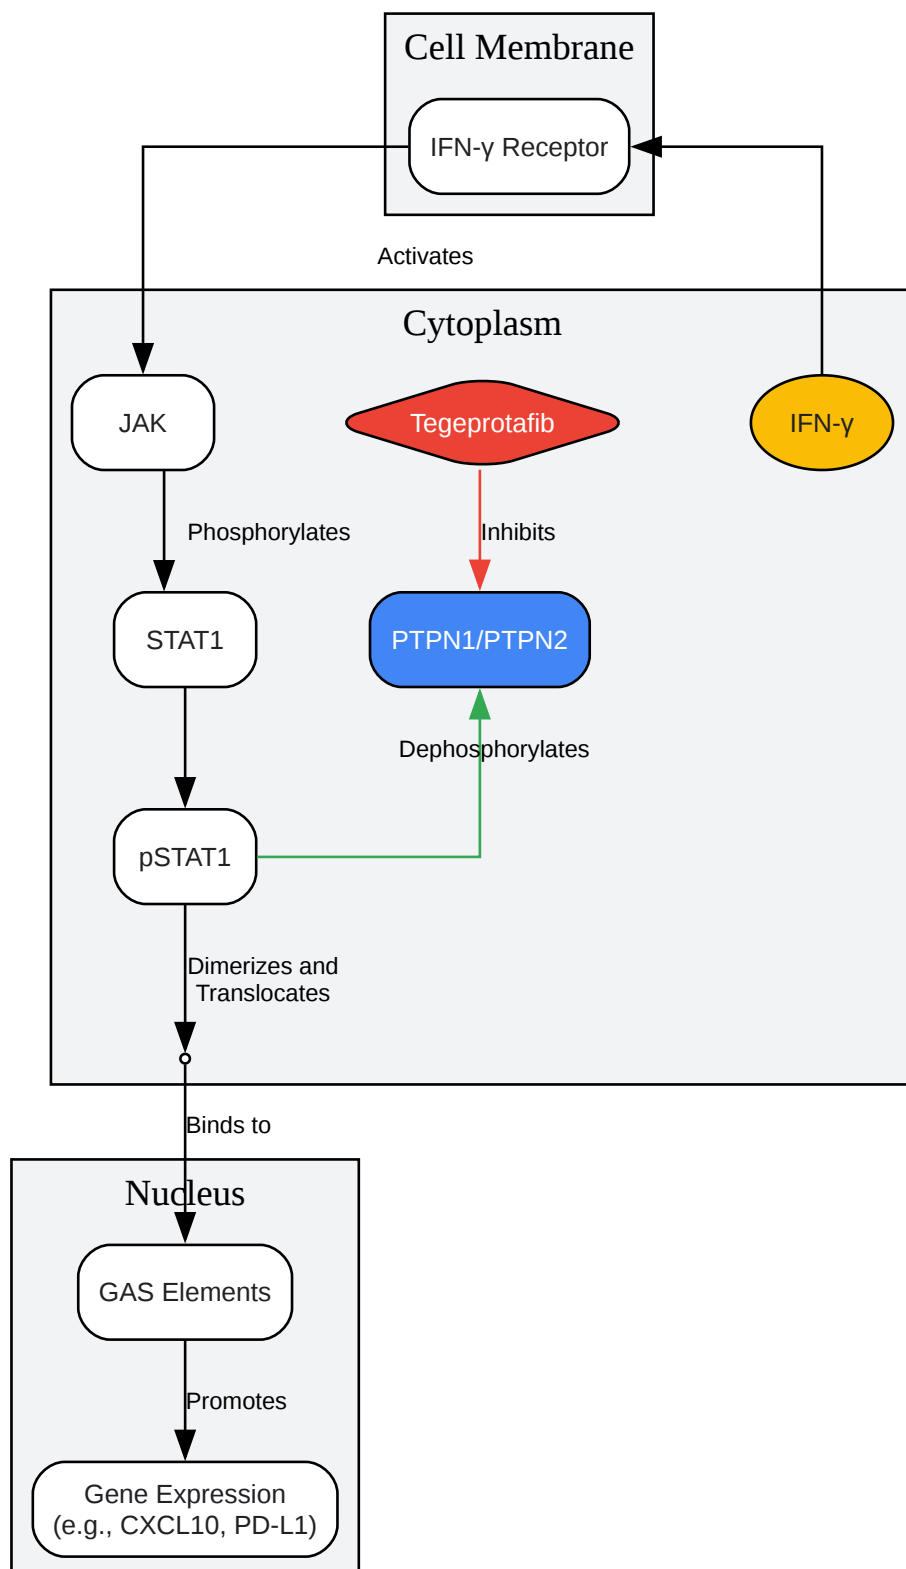 Cell Membrane
IFN-γ Receptor
Activates
Cytoplasm
JAK
Tegeprotafib
IFN-γ
Phosphorylates
Inhibits
STAT1
PTPN1/PTPN2
Dephosphorylates
pSTAT1
Dimerizes and
Translocates
Binds to
Nucleus
GAS Elements
Promotes
Gene Expression
(e.g., CXCL10, PD-L1)